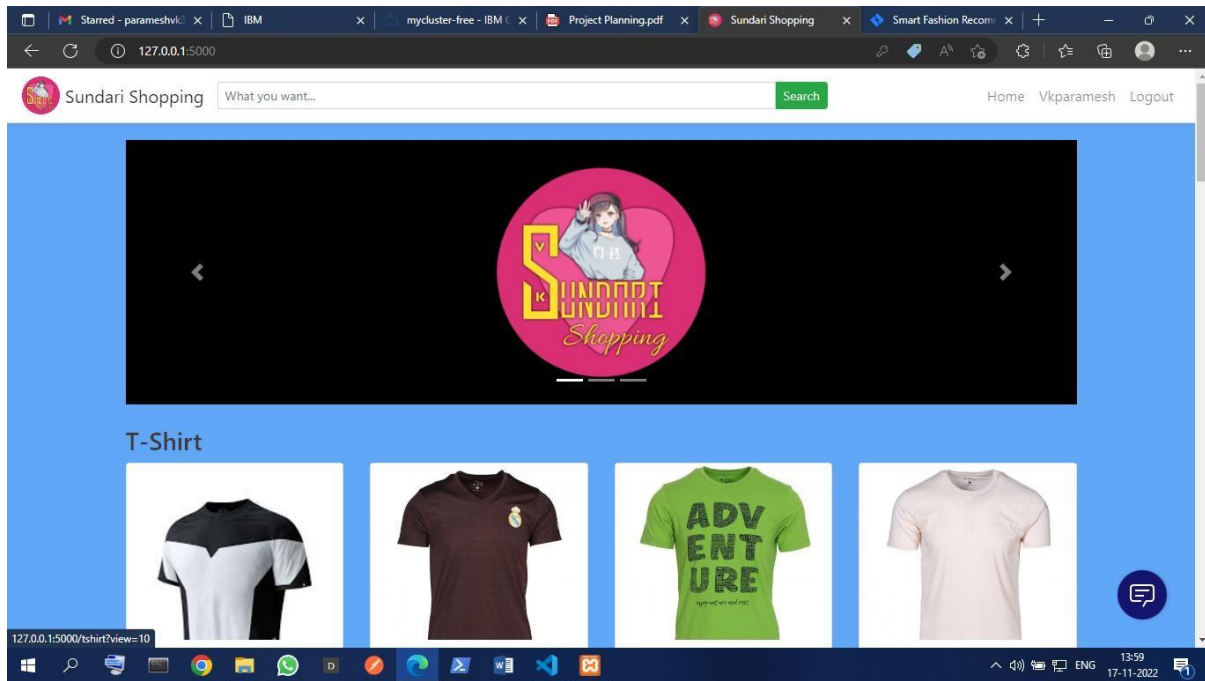 Starred - parameshvk3
IBM
mycluster-free - IBM C
Project Planning.pdf
Sundari Shopping
Smart Fashion Recom
127.0.0.1:5000
Sundari Shopping
What you want...
Search
Home
Vkparamesh
Logout
V
SUNDARI
K
Shopping
T-Shirt
ADV
ENT
URE
127.0.0.1:5000/tshirt?view=10
ENG
13:59
17-11-2022